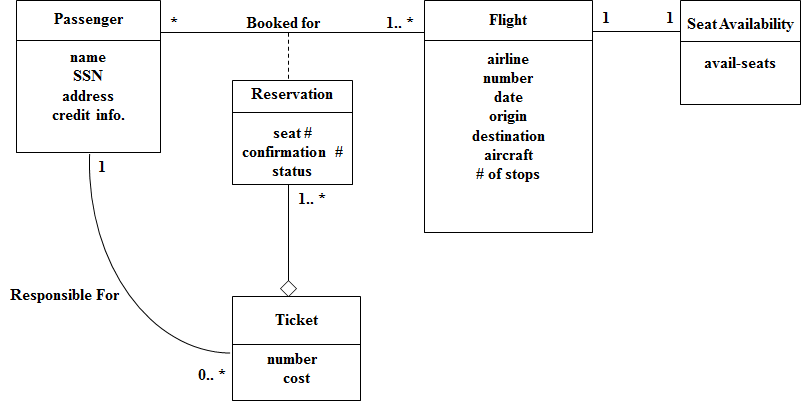 Passenger
name
SSN
address
credit info.
*
Booked for
1.. *
Flight
airline
number
date
origin
destination
aircraft
# of stops
1
1
Seat Availability
avail-seats
Reservation
seat #
confirmation #
status
1.. *
1
Responsible For
0.. *
Ticket
number
cost